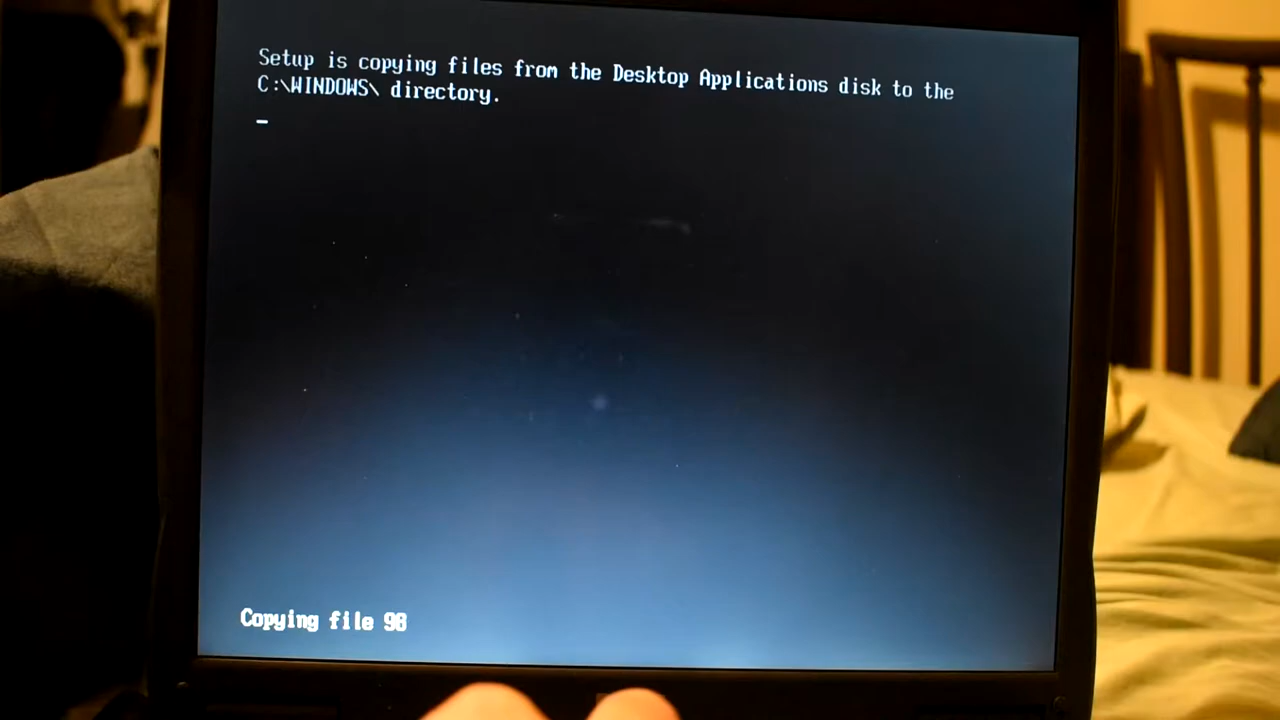 Setup is copying files from the Desktop Applications disk to the
C:\WINDOWS\ directory.
Copying file 98